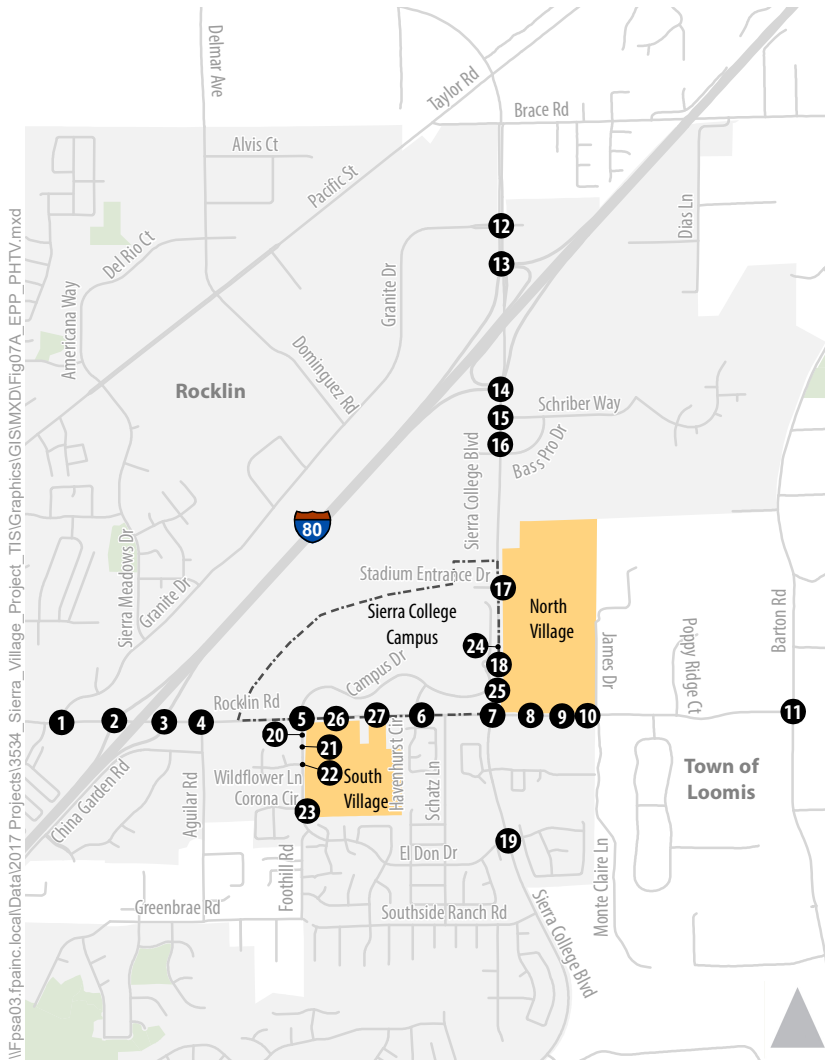 Delmar Ave
Taylor Rd
Brace Rd
Alvis Ct
Pacific St
Dias Ln
12
Del Rio Ct
13
Granite Dr
Americana Way
Dominguez Rd
Rocklin
14
Schriber Way
15
16
Bass Pro Dr
Sierra College Blvd
80
Sierra Meadows Dr
Granite Dr
Stadium Entrance Dr
17
Sierra College
Campus
North
Village
James Dr
Poppy Ridge Ct
Barton Rd
24
18
Campus Dr
25
Rocklin Rd
1
2
3
4
5
26
27
6
7
8
9
10
11
20
21
22
China Garden Rd
Aguilar Rd
Wildflower Ln
Corona Cir
South
Village
Havenhurst Cir
Schatz Ln
Town of
Loomis
23
19
El Don Dr
Foothill Rd
Greenbrae Rd
Southside Ranch Rd
Monte Claire Ln
Sierra College Blvd
\\Fpsa03.fpainc.local\Data\2017 Projects\3534_Sierra_Village_Project_TIS\Graphics\GIS\MXD\Fig07A_EPP_PHTV.mxd